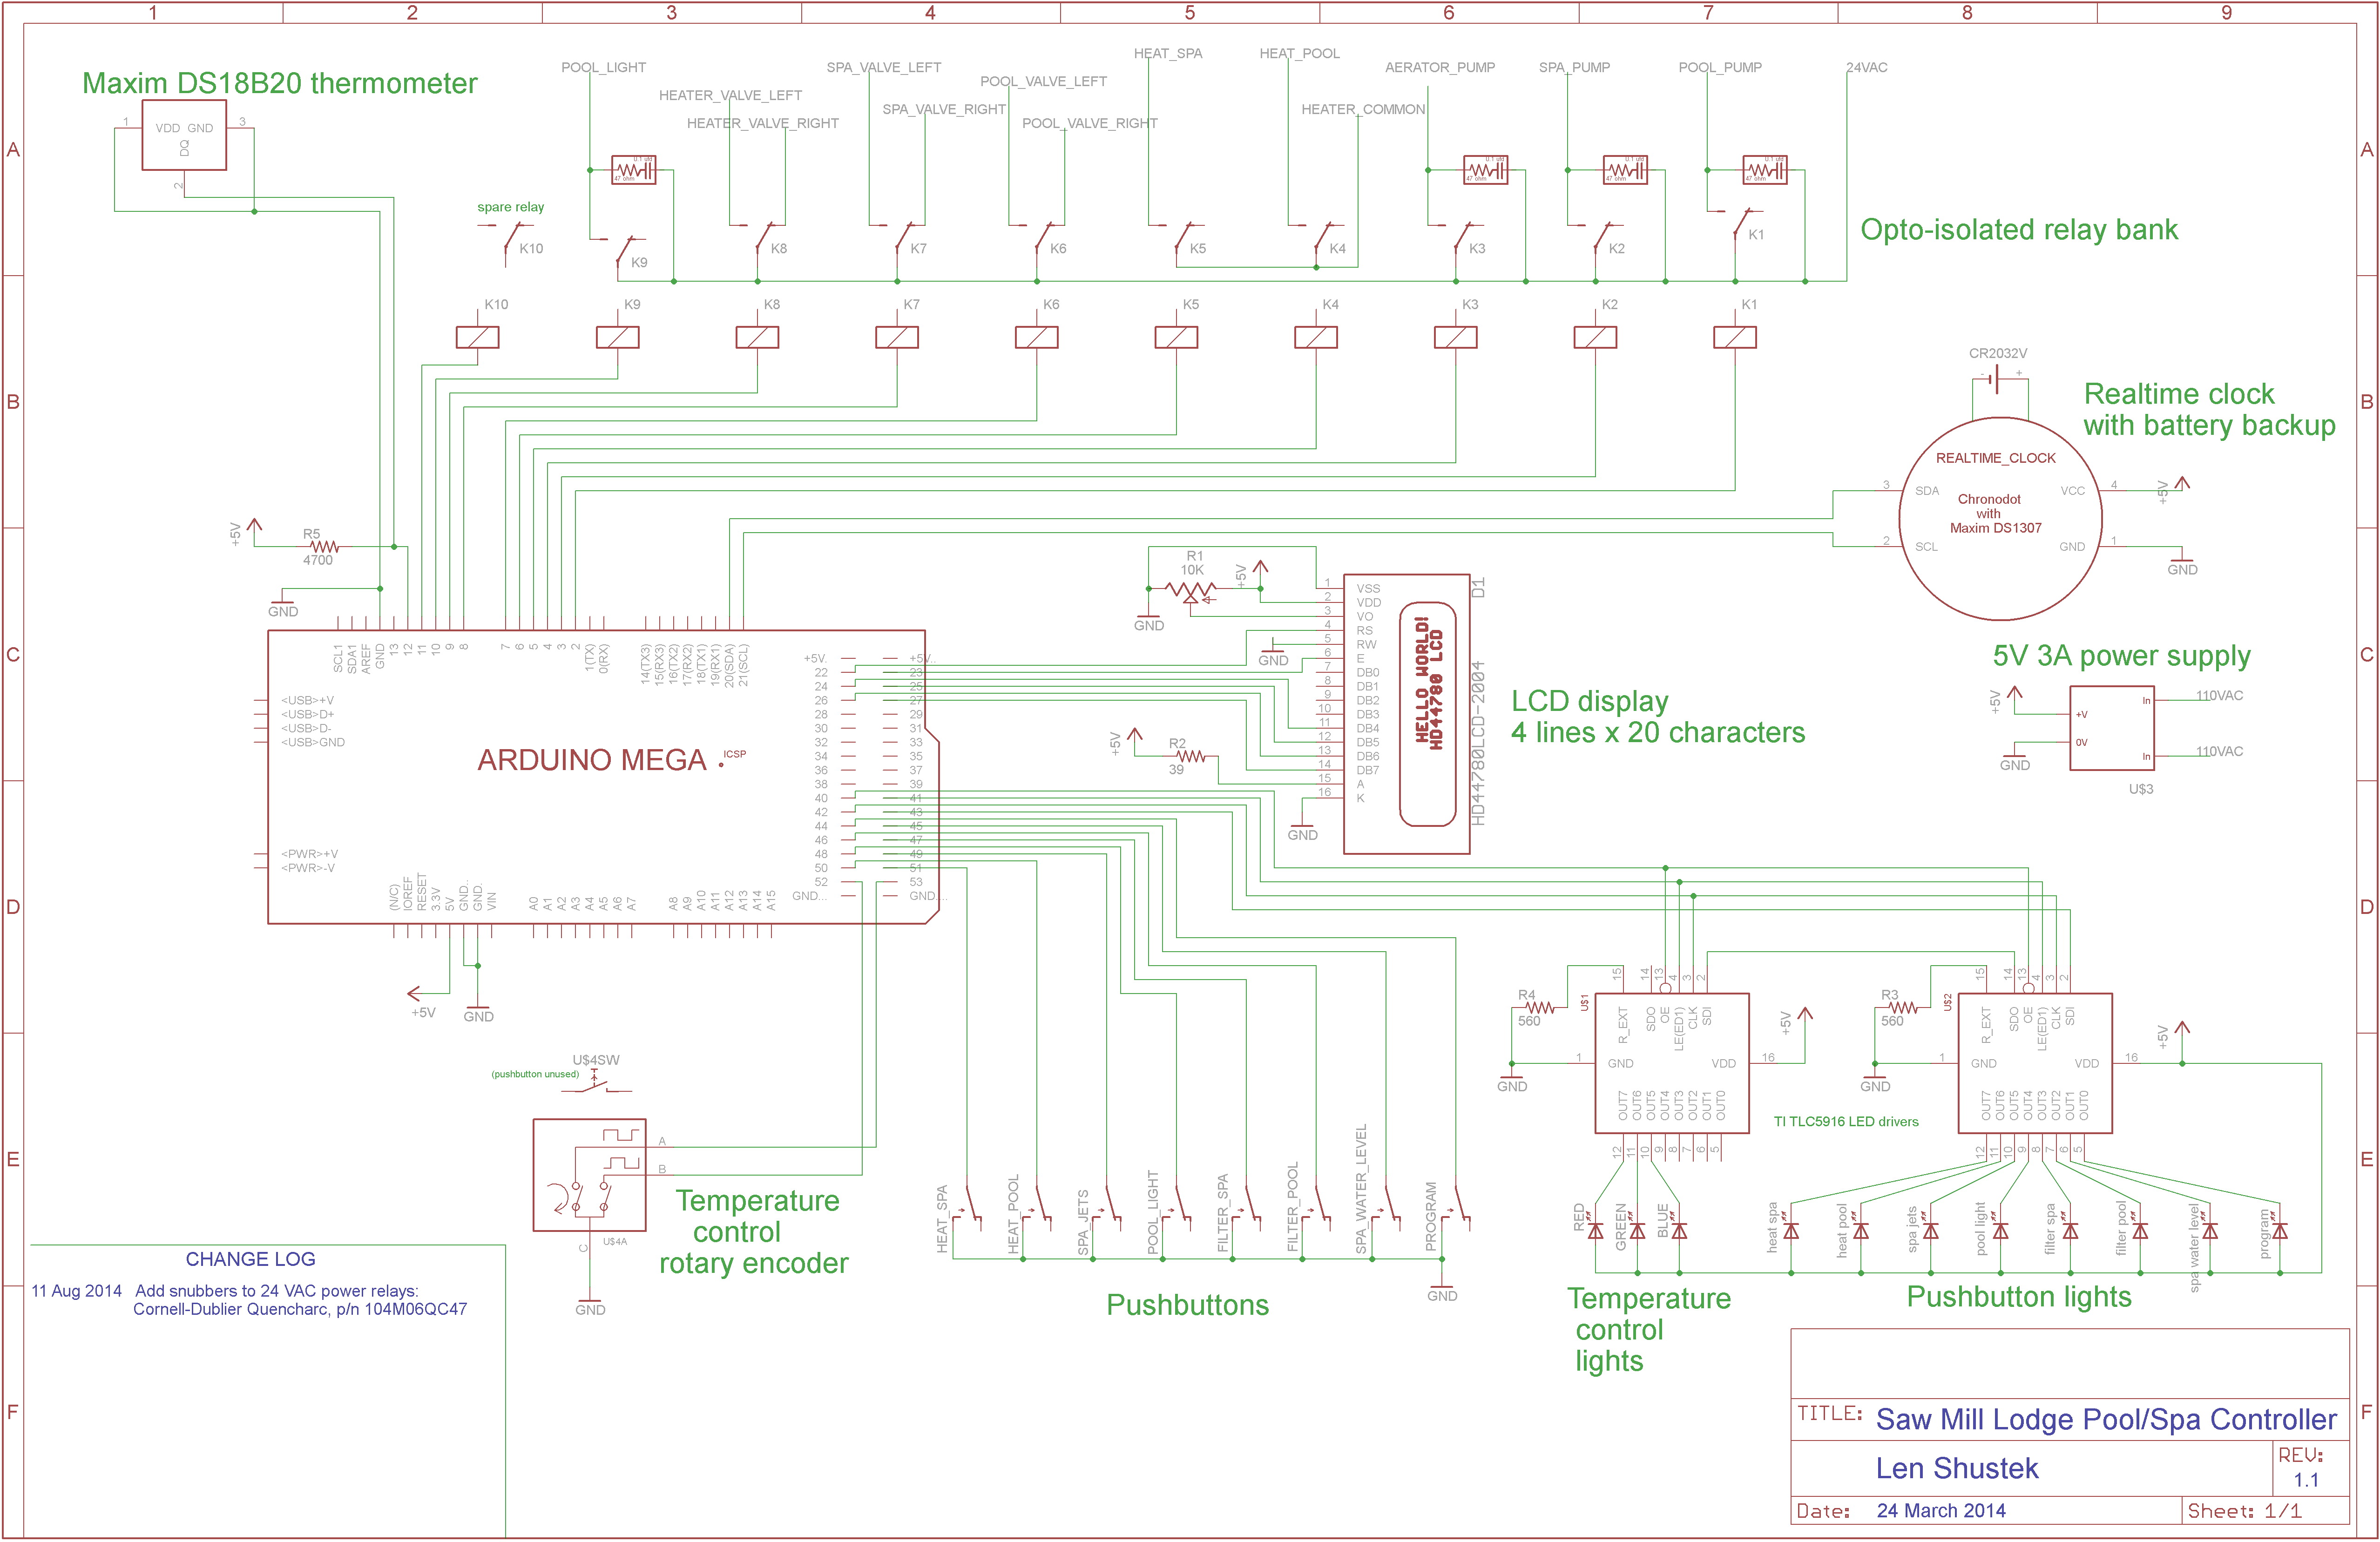 1 2 3 4 5 6 7 8 9
A
B
C
D
E
F
A
B
C
D
E
F
Maxim DS18B20 thermometer
1 VDD GND 3
DQ
2
POOL_LIGHT
HEATER_VALVE_LEFT
HEATER_VALVE_RIGHT
SPA_VALVE_LEFT
SPA_VALVE_RIGHT
POOL_VALVE_LEFT
POOL_VALVE_RIGHT
HEAT_SPA
HEAT_POOL
HEATER_COMMON
AERATOR_PUMP
SPA_PUMP
POOL_PUMP
24VAC
0.1 ufd
47 ohm
0.1 ufd
47 ohm
0.1 ufd
47 ohm
0.1 ufd
47 ohm
spare relay
K10 K9 K8 K7 K6 K5 K4 K3 K2 K1
Opto-isolated relay bank
K10 K9 K8 K7 K6 K5 K4 K3 K2 K1
CR2032V
- +
Realtime clock
with battery backup
REALTIME_CLOCK
Chronodot
with
Maxim DS1307
3 SDA
2 SCL
VCC 4
GND 1
+5V
GND
+5V
R5
4700
GND
SCL1 SDA1 AREF GND 13 12 11 10 9 8 7 6 5 4 3 2 1(TX) 0(RX) 14(TX3) 15(RX3) 16(TX2) 17(RX2) 18(TX1) 19(RX1) 20(SDA) 21(SCL)
<USB>+V
<USB>D+
<USB>D-
<USB>GND
ARDUINO MEGA
ICSP
<PWR>+V
<PWR>-V
+5V. +5V..
22 23
24 25
26 27
28 29
30 31
32 33
34 35
36 37
38 39
40 41
42 43
44 45
46 47
48 49
50 51
52 53
GND... GND....
(N/C) IOREF RESET 3.3V 5V GND.. GND. VIN A0 A1 A2 A3 A4 A5 A6 A7 A8 A9 A10 A11 A12 A13 A14 A15
+5V
GND
R1
10K
+5V
GND
GND
+5V
R2
39
GND
1 VSS
2 VDD
3 VO
4 RS
5 RW
6 E
7 DB0
8 DB1
9 DB2
10 DB3
11 DB4
12 DB5
13 DB6
14 DB7
15 A
16 K
HELLO WORLD!
HD44780 LCD
D1
HD44780LCD-2004
LCD display
4 lines x 20 characters
5V 3A power supply
+5V
GND
+V
0V
In
In
110VAC
110VAC
U$3
U$4SW
(pushbutton unused)
A
B
C
U$4A
GND
Temperature
control
rotary encoder
HEAT_SPA
HEAT_POOL
SPA_JETS
POOL_LIGHT
FILTER_SPA
FILTER_POOL
SPA_WATER_LEVEL
PROGRAM
GND
Pushbuttons
R4
560
GND
U$1
15 14 13 4 3 2
R_EXT SDO OE LE(ED1) CLK SDI
1 GND VDD 16
OUT7 OUT6 OUT5 OUT4 OUT3 OUT2 OUT1 OUT0
12 11 10 9 8 7 6 5
+5V
TI TLC5916 LED drivers
R3
560
GND
U$2
15 14 13 4 3 2
R_EXT SDO OE LE(ED1) CLK SDI
1 GND VDD 16
OUT7 OUT6 OUT5 OUT4 OUT3 OUT2 OUT1 OUT0
12 11 10 9 8 7 6 5
+5V
RED
GREEN
BLUE
heat spa
heat pool
spa jets
pool light
filter spa
filter pool
spa water level
program
Temperature
control
lights
Pushbutton lights
CHANGE LOG
11 Aug 2014 Add snubbers to 24 VAC power relays:
Cornell-Dublier Quencharc, p/n 104M06QC47
TITLE: Saw Mill Lodge Pool/Spa Controller
Len Shustek
REV:
1.1
Date: 24 March 2014
Sheet: 1/1